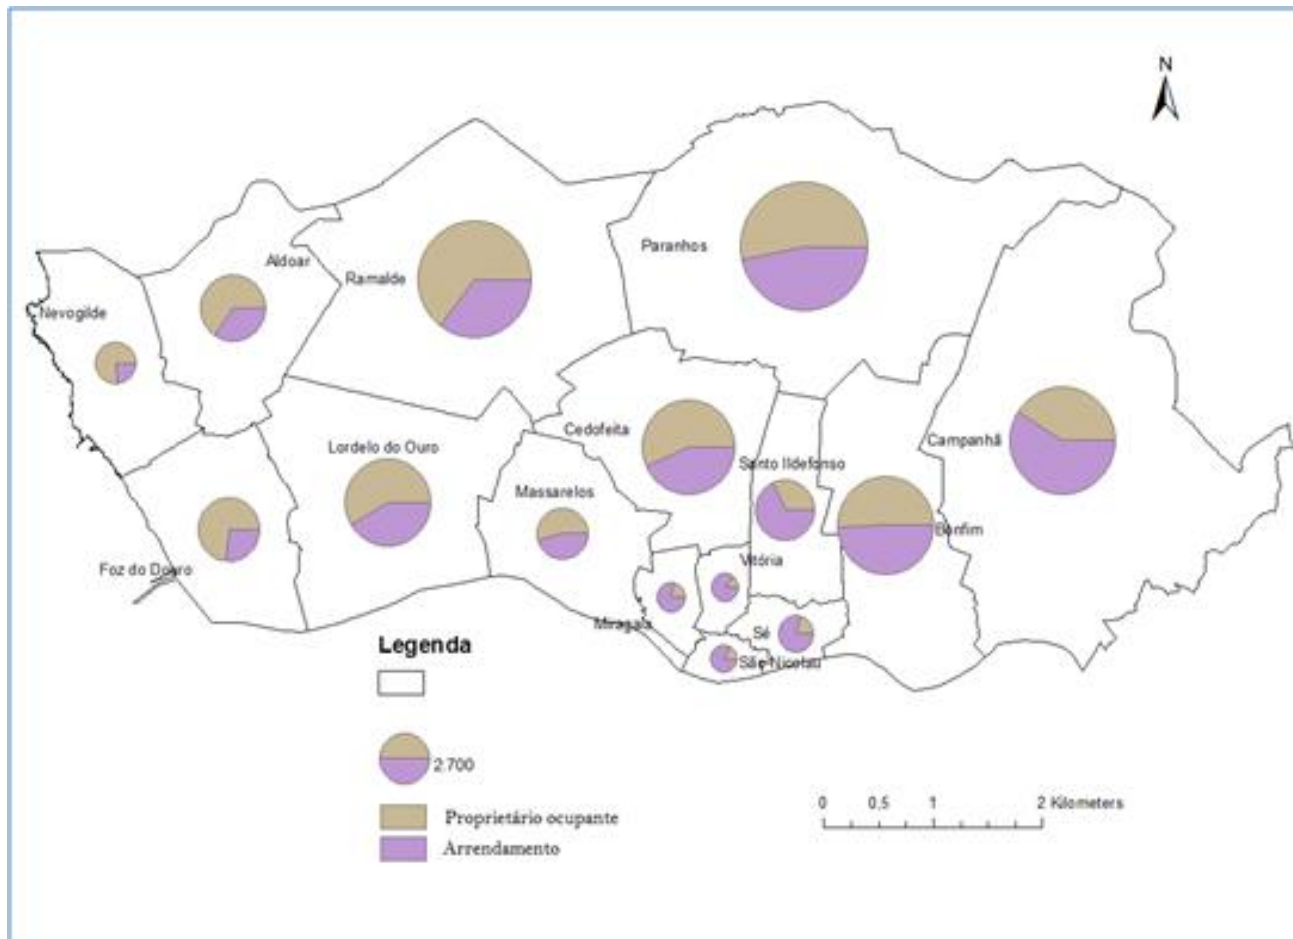 N
Paranhos
Aldoar
Ramalde
Nevogilde
Cedofeita
Campanhã
Lordelo do Ouro
Santo Ildefonso
Massarelos
Bonfim
Vitória
Foz do Douro
Miragaia
Sé
São Nicolau
Legenda
2.700
0 0,5 1 2 Kilometers
Proprietário ocupante
Arrendamento